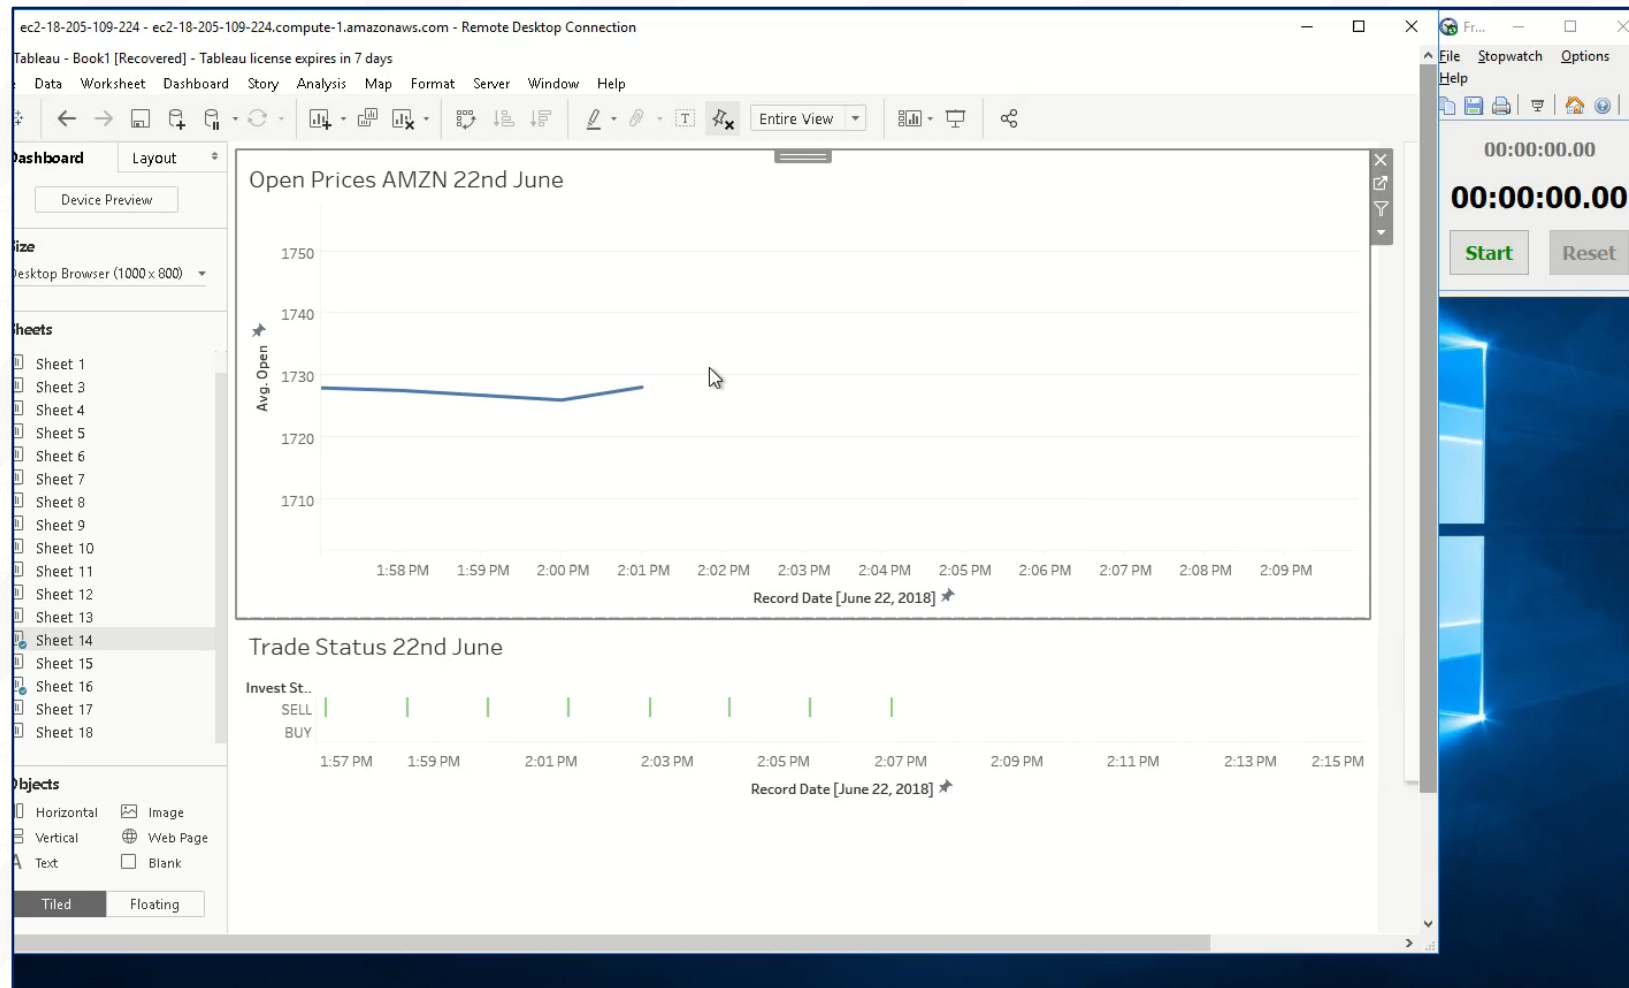 ec2-18-205-109-224 - ec2-18-205-109-224.compute-1.amazonaws.com - Remote Desktop Connection
Fr...
Tableau - Book1 [Recovered] - Tableau license expires in 7 days
File Stopwatch Options
Help
Data Worksheet Dashboard Story Analysis Map Format Server Window Help
Entire View
00:00:00.00
00:00:00.00
Start Reset
Dashboard Layout
Device Preview
Size
Desktop Browser (1000 x 800)
Sheets
Sheet 1
Sheet 3
Sheet 4
Sheet 5
Sheet 6
Sheet 7
Sheet 8
Sheet 9
Sheet 10
Sheet 11
Sheet 12
Sheet 13
Sheet 14
Sheet 15
Sheet 16
Sheet 17
Sheet 18
Objects
Horizontal Image
Vertical Web Page
A Text Blank
Tiled Floating
Open Prices AMZN 22nd June
1750
1740
1730
1720
1710
Avg. Open
1:58 PM 1:59 PM 2:00 PM 2:01 PM 2:02 PM 2:03 PM 2:04 PM 2:05 PM 2:06 PM 2:07 PM 2:08 PM 2:09 PM
Record Date [June 22, 2018]
Trade Status 22nd June
Invest St..
SELL
BUY
1:57 PM 1:59 PM 2:01 PM 2:03 PM 2:05 PM 2:07 PM 2:09 PM 2:11 PM 2:13 PM 2:15 PM
Record Date [June 22, 2018]